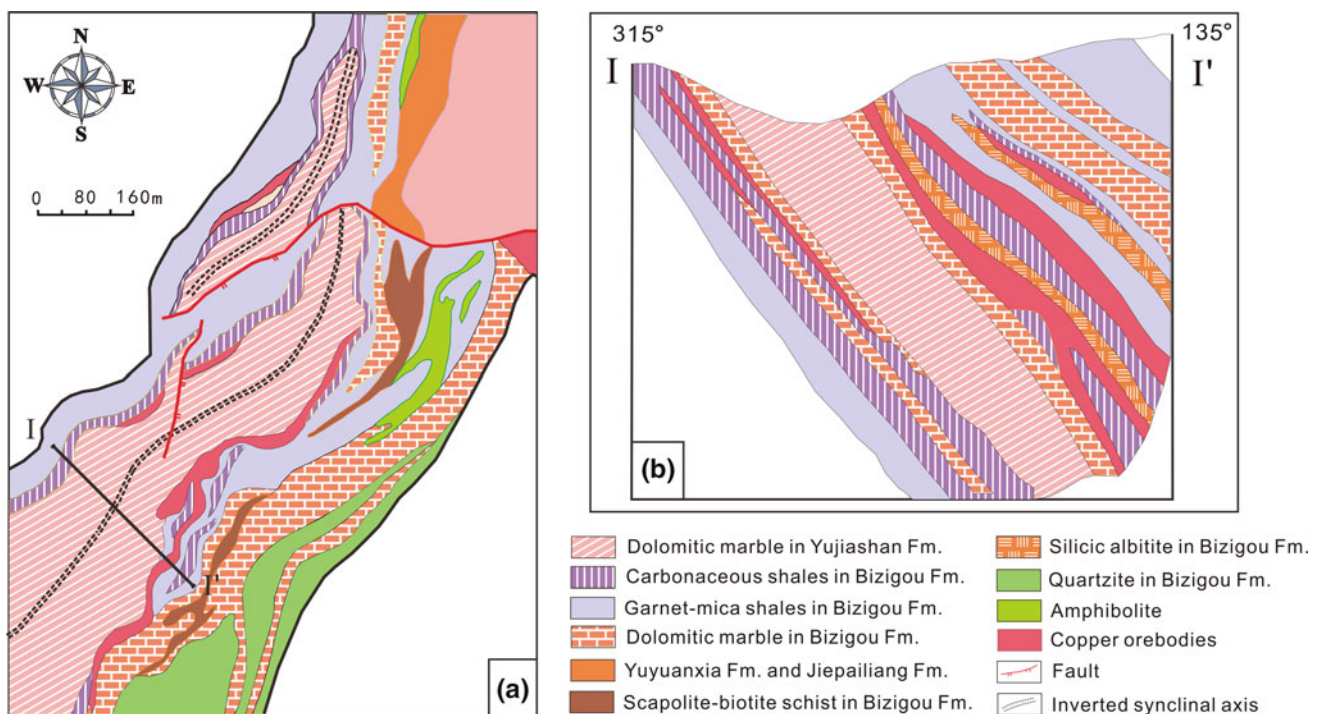 N
W E
S
0 80 160m
I
I'
(a)
315° 135°
I I'
(b)
Dolomitic marble in Yujiashan Fm.
Carbonaceous shales in Bizigou Fm.
Garnet-mica shales in Bizigou Fm.
Dolomitic marble in Bizigou Fm.
Yuyuanxia Fm. and Jiepailiang Fm.
Scapolite-biotite schist in Bizigou Fm.
Silicic albitite in Bizigou Fm.
Quartzite in Bizigou Fm.
Amphibolite
Copper orebodies
Fault
Inverted synclinal axis